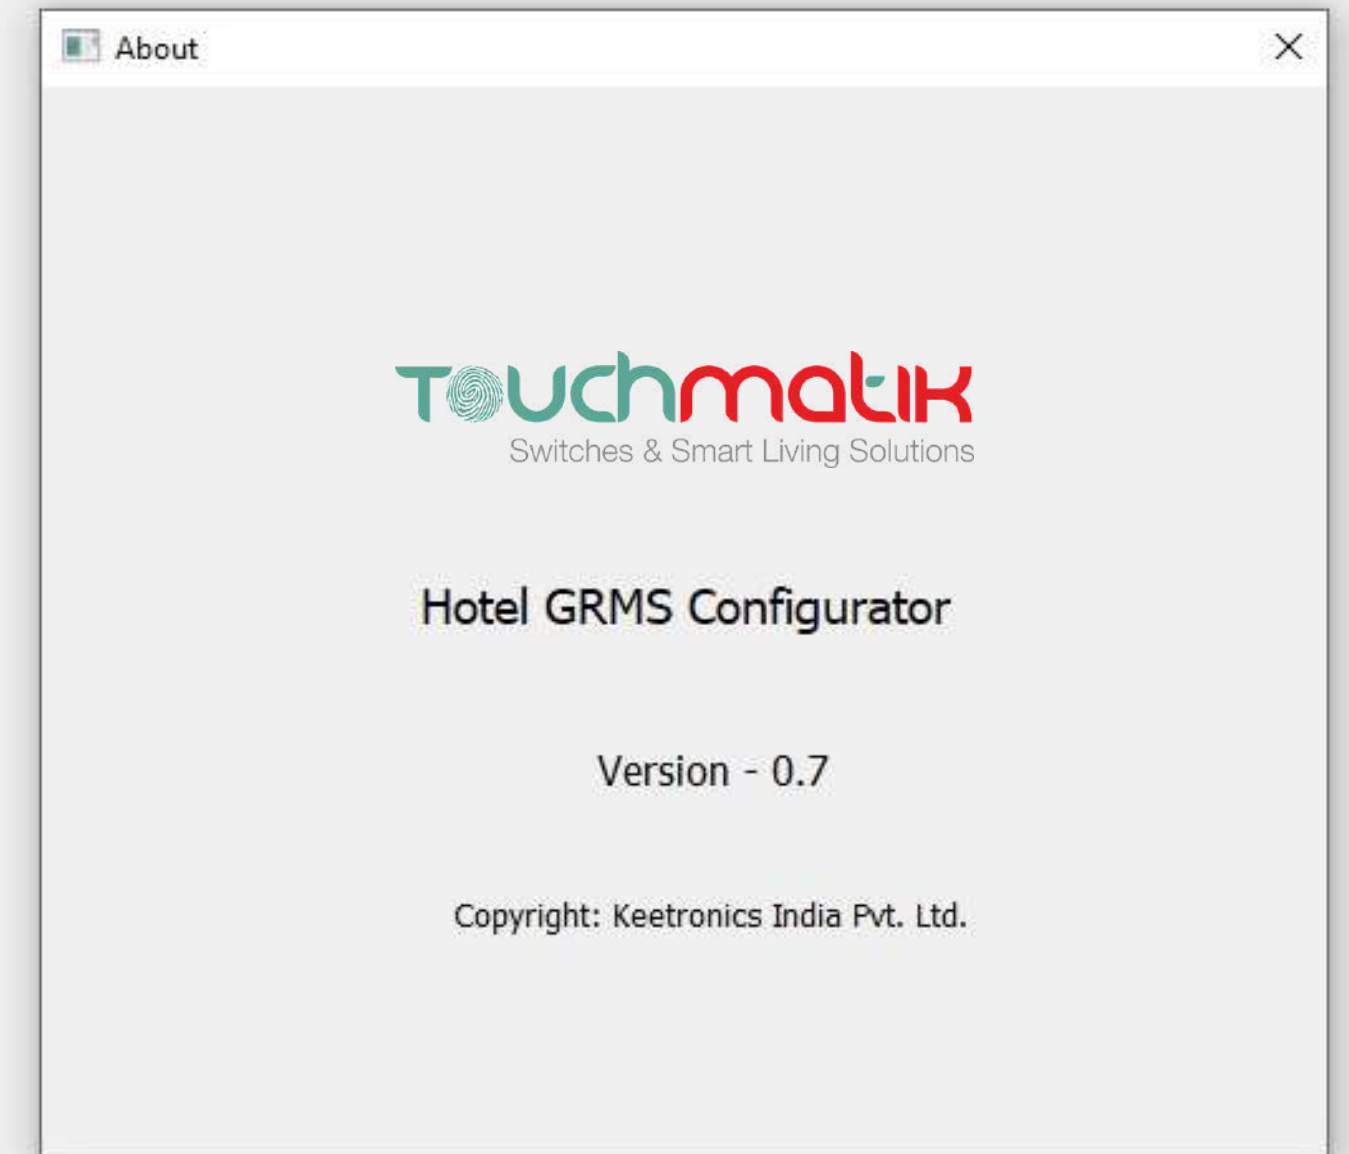 About
Touchmatik
Switches & Smart Living Solutions
Hotel GRMS Configurator
Version - 0.7
Copyright: Keetronics India Pvt. Ltd.